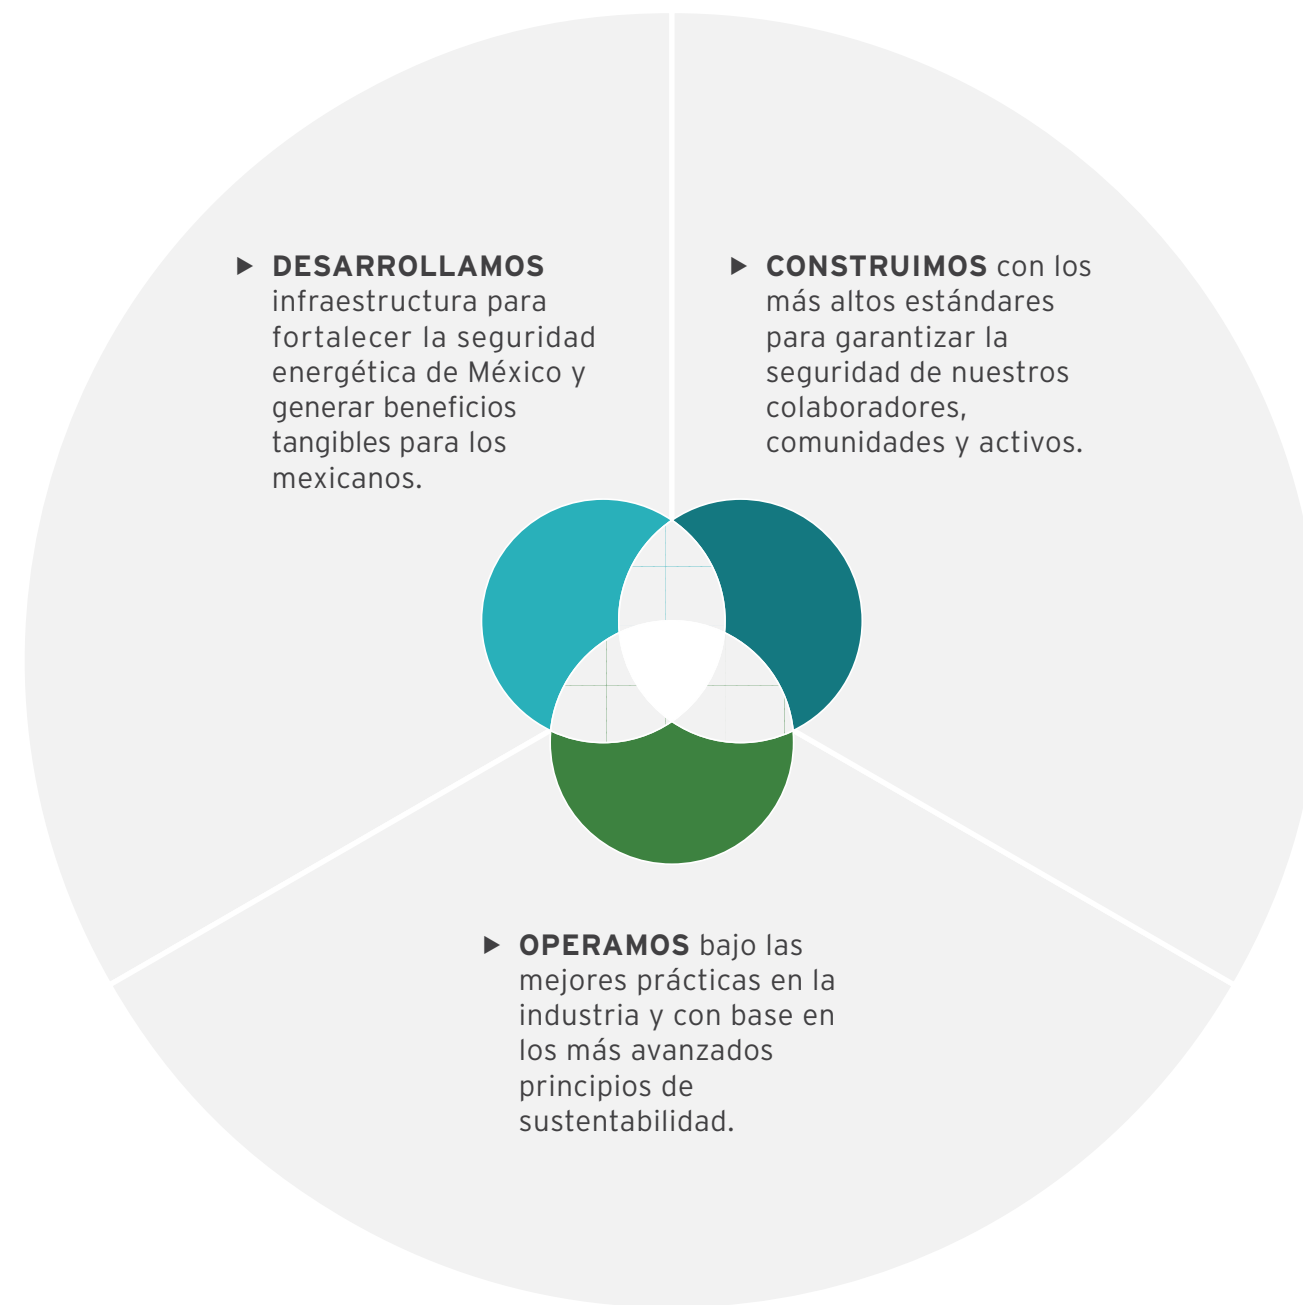 ▶ DESARROLLAMOS
infraestructura para
fortalecer la seguridad
energética de México y
generar beneficios
tangibles para los
mexicanos.
▶ CONSTRUIMOS con los
más altos estándares
para garantizar la
seguridad de nuestros
colaboradores,
comunidades y activos.
▶ OPERAMOS bajo las
mejores prácticas en la
industria y con base en
los más avanzados
principios de
sustentabilidad.